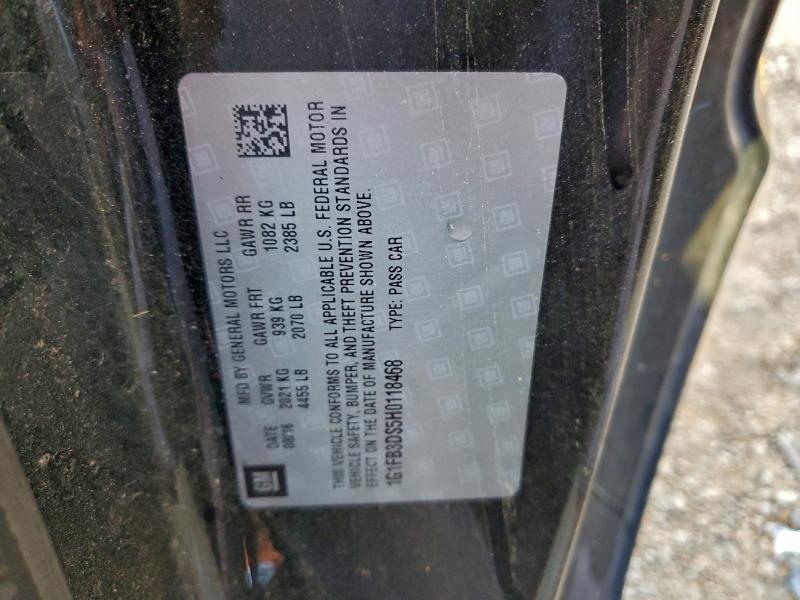 GM
MFD BY GENERAL MOTORS LLC
DATE GVWR GAWR FRT GAWR RR
08/16 2021 KG 939 KG 1082 KG
4455 LB 2070 LB 2385 LB
THIS VEHICLE CONFORMS TO ALL APPLICABLE U.S. FEDERAL MOTOR
VEHICLE SAFETY, BUMPER, AND THEFT PREVENTION STANDARDS IN
EFFECT ON THE DATE OF MANUFACTURE SHOWN ABOVE.
1G1FB3DS5H0118468 TYPE: PASS CAR